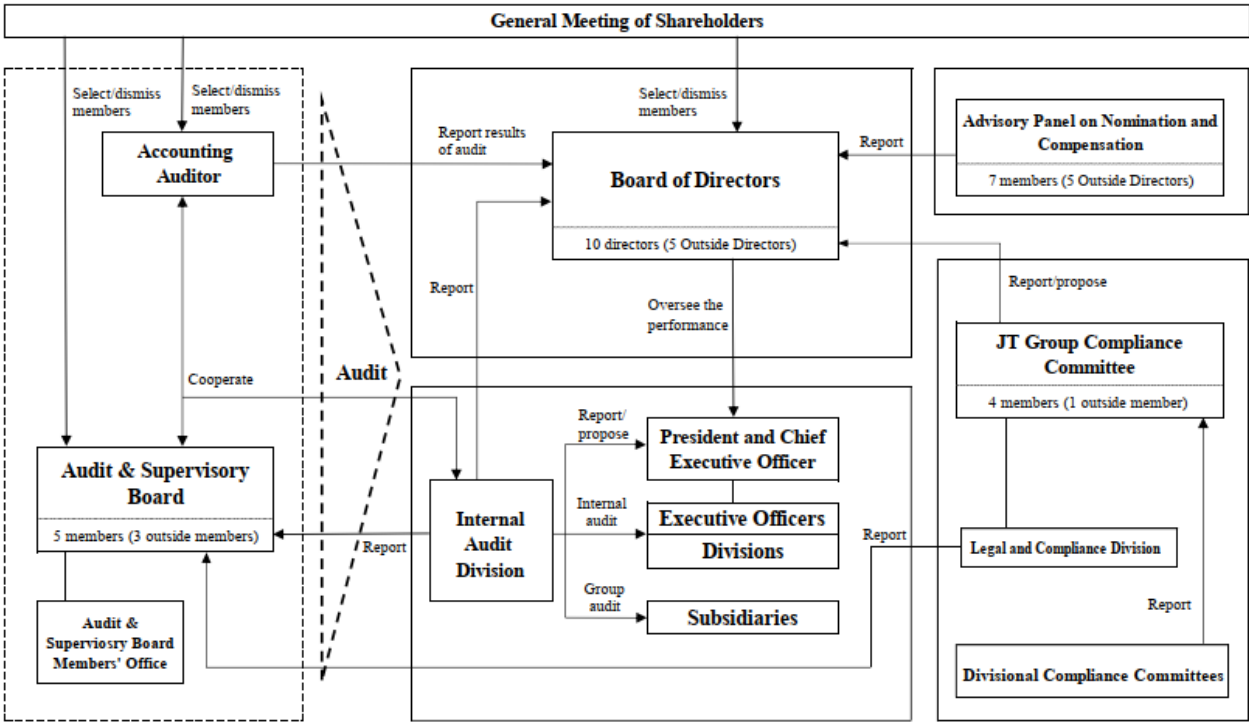 General Meeting of Shareholders
Select/dismiss
members
Select/dismiss
members
Select/dismiss
members
Accounting
Auditor
Report results
of audit
Board of Directors
10 directors (5 Outside Directors)
Report
Advisory Panel on Nomination and
Compensation
7 members (5 Outside Directors)
Report
Oversee the
performance
Report/propose
JT Group Compliance
Committee
4 members (1 outside member)
Audit
Cooperate
Report/
propose
President and Chief
Executive Officer
Audit & Supervisory
Board
5 members (3 outside members)
Report
Internal
Audit
Division
Internal
audit
Executive Officers
Divisions
Report
Legal and Compliance Division
Group
audit
Subsidiaries
Report
Audit &
Superviosry Board
Members' Office
Divisional Compliance Committees